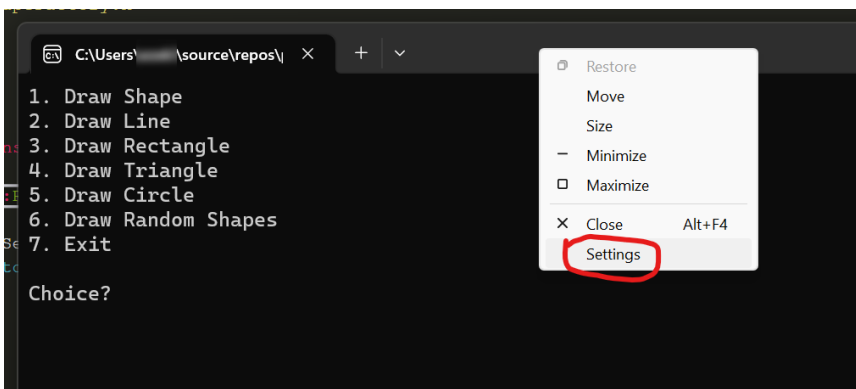 C:\Users\ \source\repos\
1. Draw Shape
2. Draw Line
3. Draw Rectangle
4. Draw Triangle
5. Draw Circle
6. Draw Random Shapes
7. Exit
Choice?
Restore
Move
Size
Minimize
Maximize
Close Alt+F4
Settings